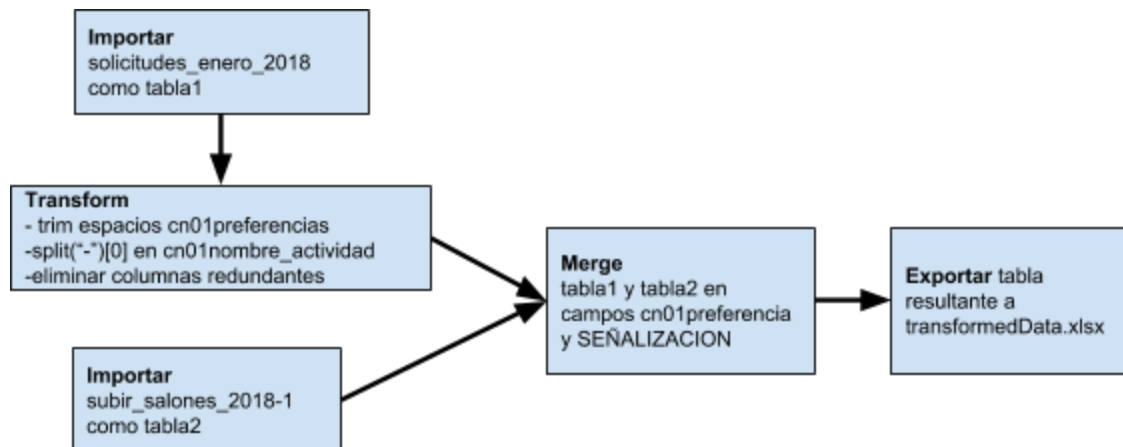 Importar
solicitudes_enero_2018
como tabla1
Transform
- trim espacios cn01preferencias
-split("-")[0] en cn01nombre_actividad
-eliminar columnas redundantes
Importar
subir_salones_2018-1
como tabla2
Merge
tabla1 y tabla2 en
campos cn01preferencia
y SEÑALIZACION
Exportar tabla
resultante a
transformedData.xlsx